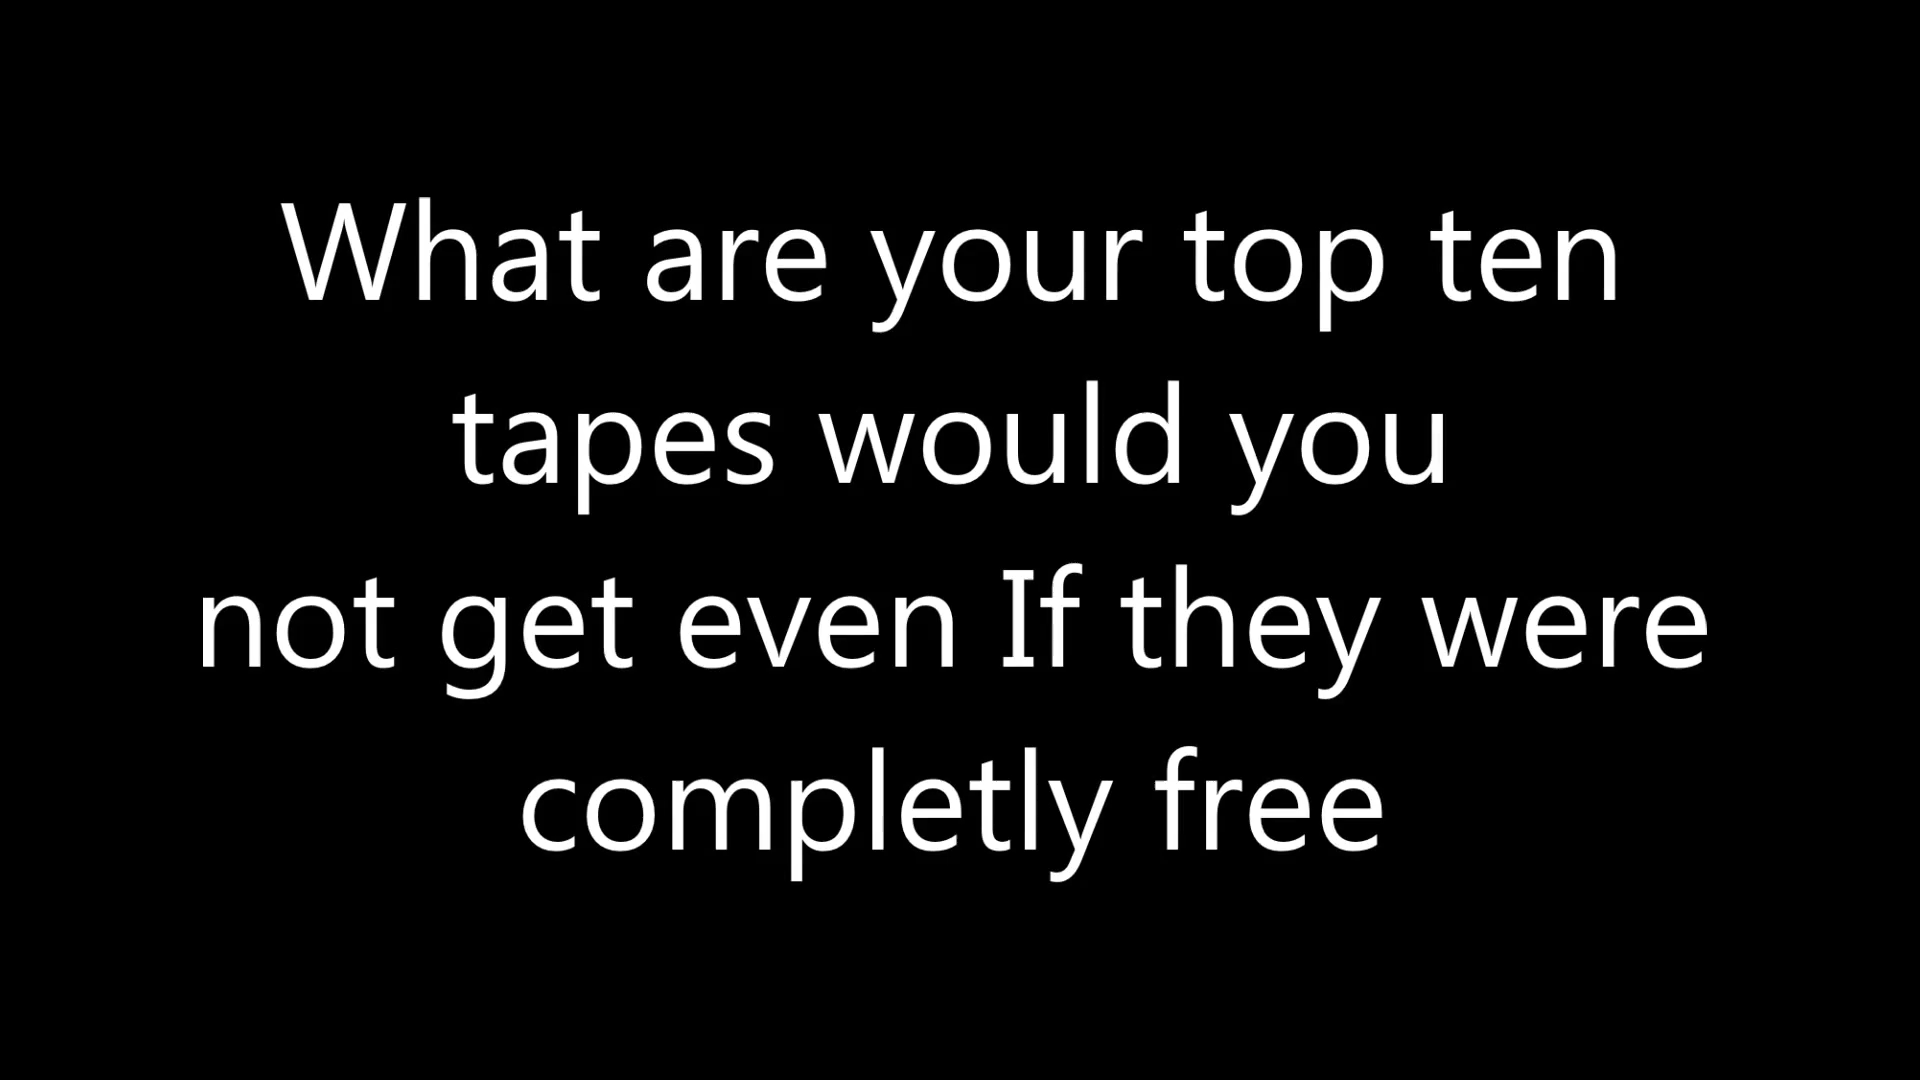 What are your top ten
tapes would you
not get even If they were
completly free